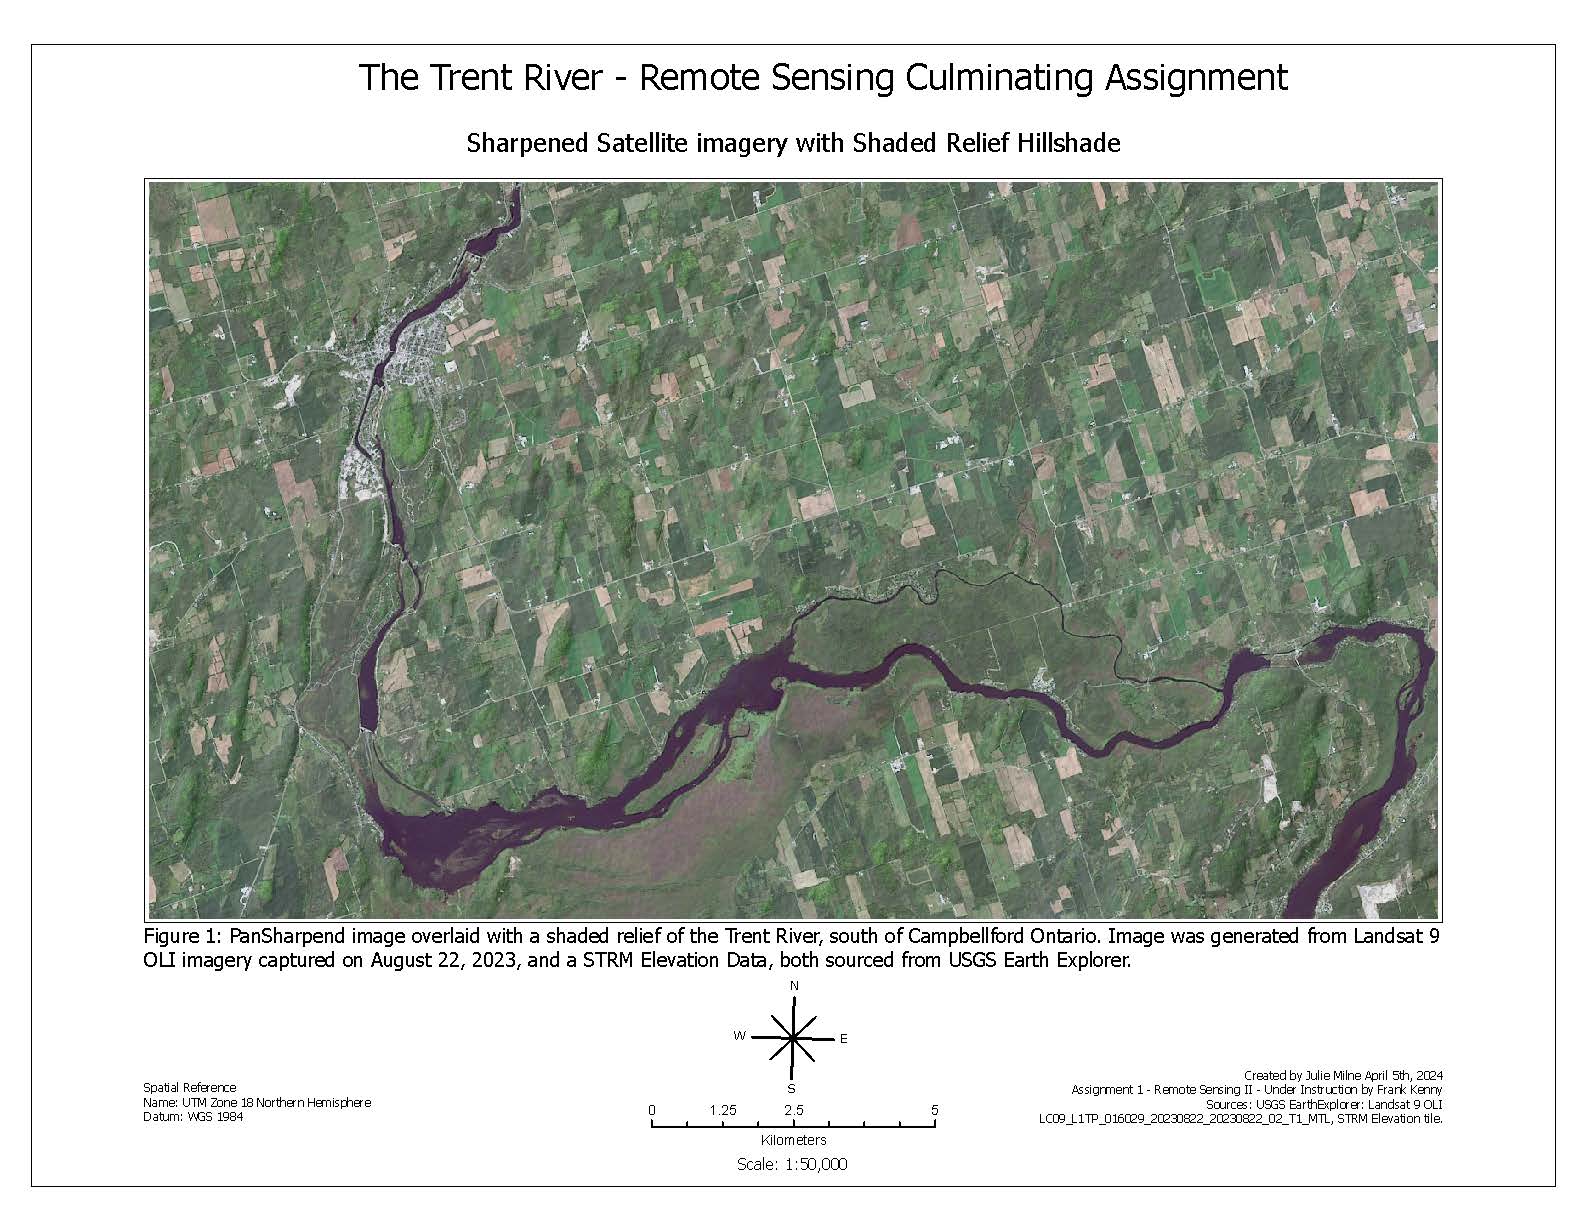 The Trent River - Remote Sensing Culminating Assignment
Sharpened Satellite imagery with Shaded Relief Hillshade
Figure 1: PanSharpend image overlaid with a shaded relief of the Trent River, south of Campbellford Ontario. Image was generated from Landsat 9
OLI imagery captured on August 22, 2023, and a STRM Elevation Data, both sourced from USGS Earth Explorer.
N
W E
S
Spatial Reference
Name: UTM Zone 18 Northern Hemisphere
Datum: WGS 1984
0 1.25 2.5 5
Kilometers
Scale: 1:50,000
Created by Julie Milne April 5th, 2024
Assignment 1 - Remote Sensing II - Under Instruction by Frank Kenny
Sources: USGS EarthExplorer: Landsat 9 OLI
LC09_L1TP_016029_20230822_20230822_02_T1_MTL, STRM Elevation tile.